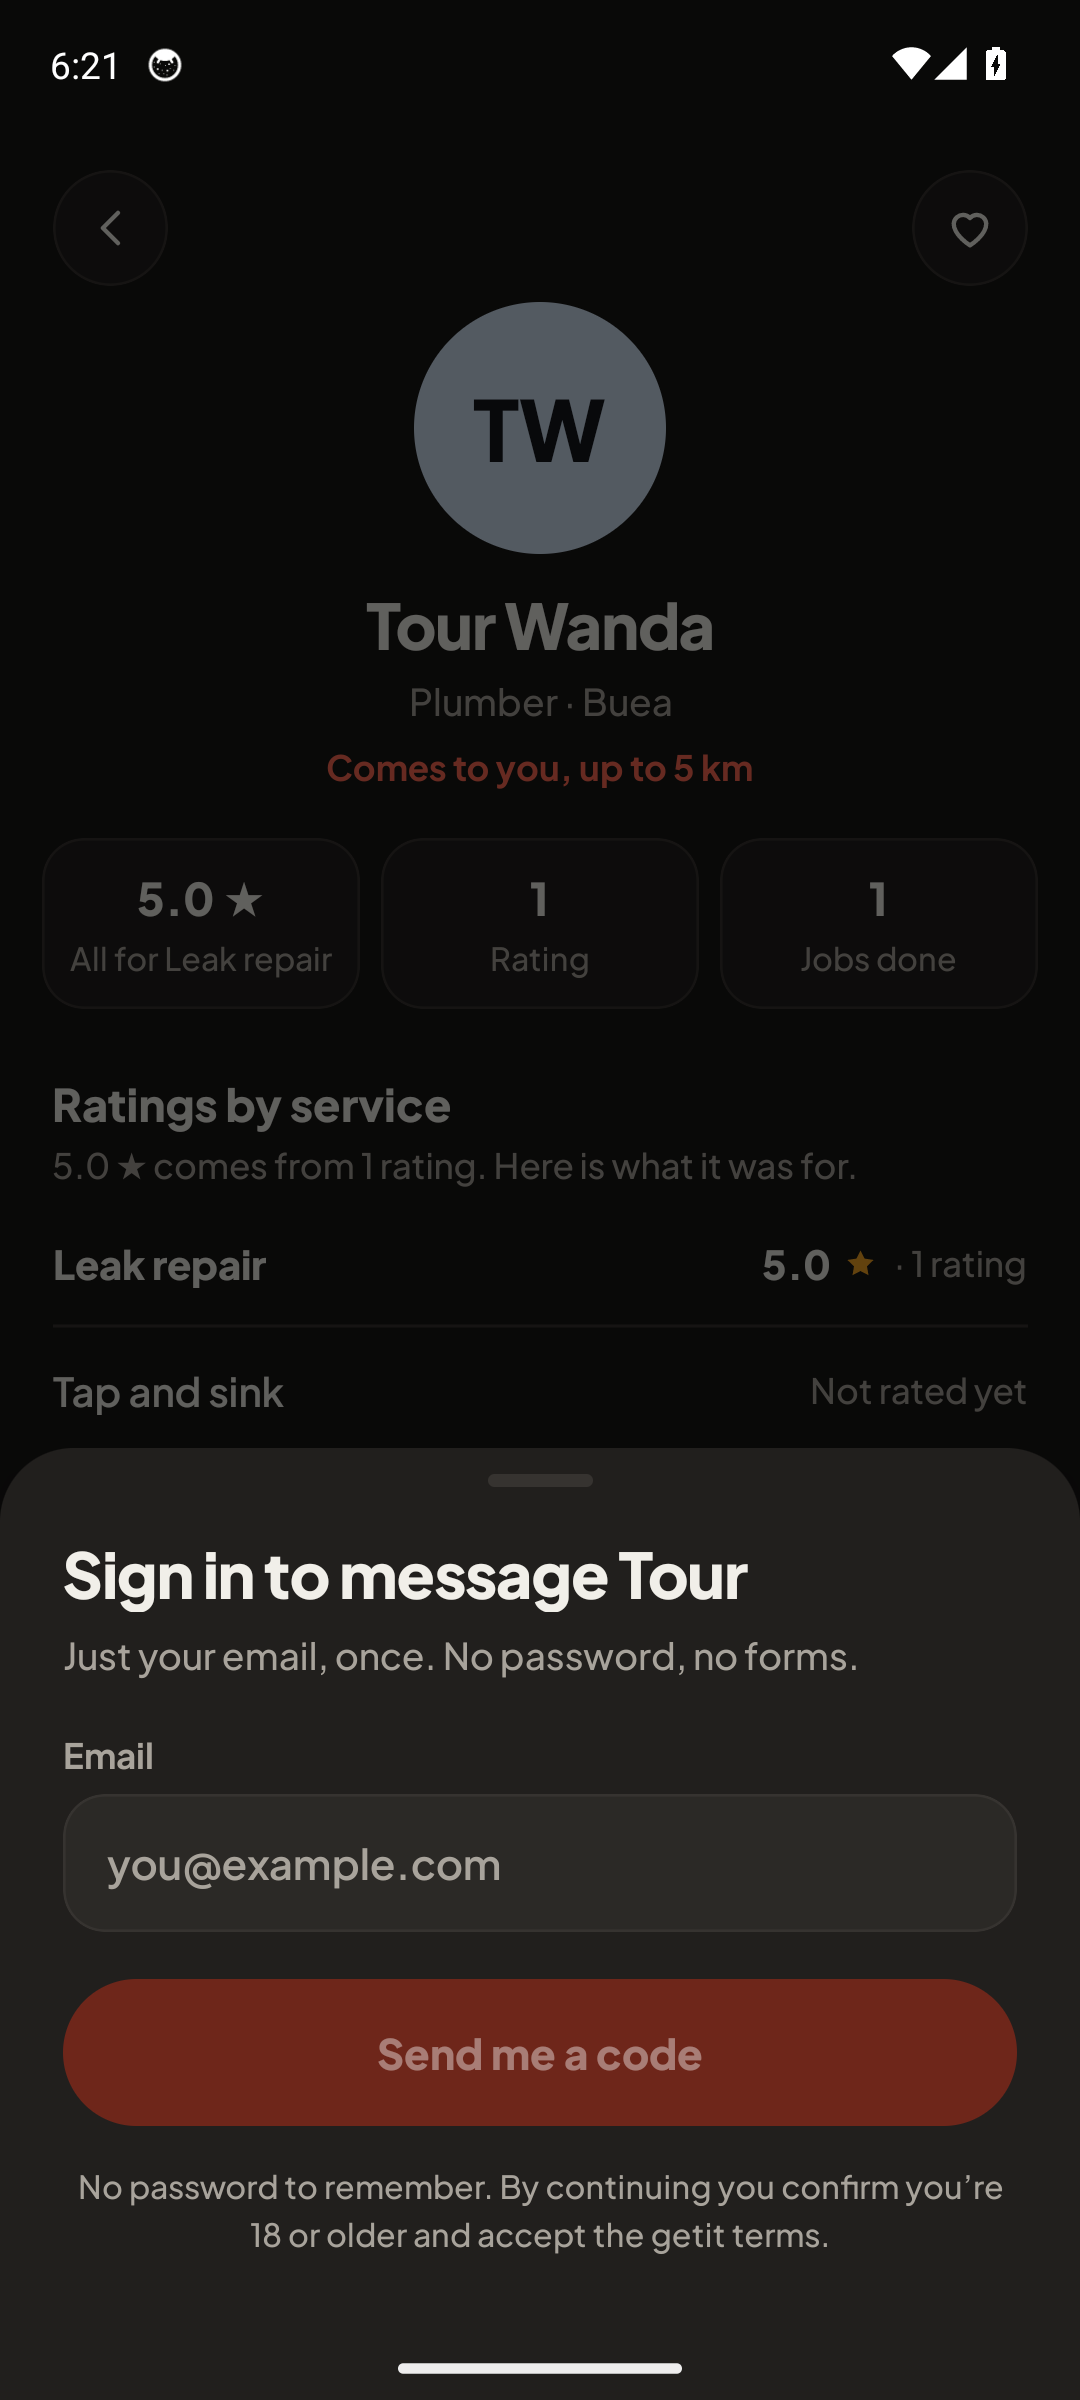 6:21
TW
Tour Wanda
Plumber · Buea
Comes to you, up to 5 km
5.0 ★
All for Leak repair
1
Rating
1
Jobs done
Ratings by service
5.0 ★ comes from 1 rating. Here is what it was for.
Leak repair 5.0 ★ · 1 rating
Tap and sink Not rated yet
Sign in to message Tour
Just your email, once. No password, no forms.
Email
you@example.com
Send me a code
No password to remember. By continuing you confirm you’re
18 or older and accept the getit terms.